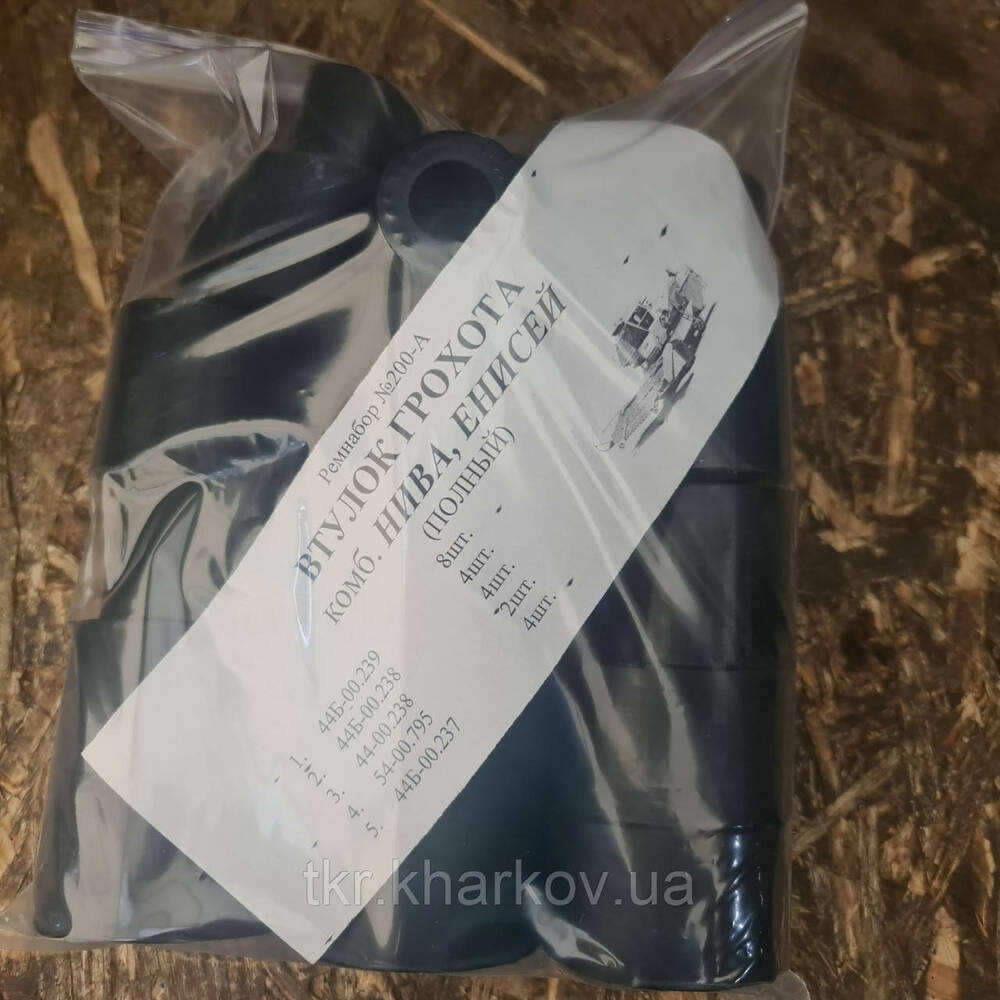 Ремнабор №200-А
ВТУЛОК ГРОХОТА
комб. НИВА, ЕНИСЕЙ
(ПОЛНЫЙ)
1. 44Б-00.239 8шт.
2. 44Б-00.238 4шт.
3. 44-00.238 4шт.
4. 54-00.795 2шт.
5. 44Б-00.237 4шт.
tkr.kharkov.ua